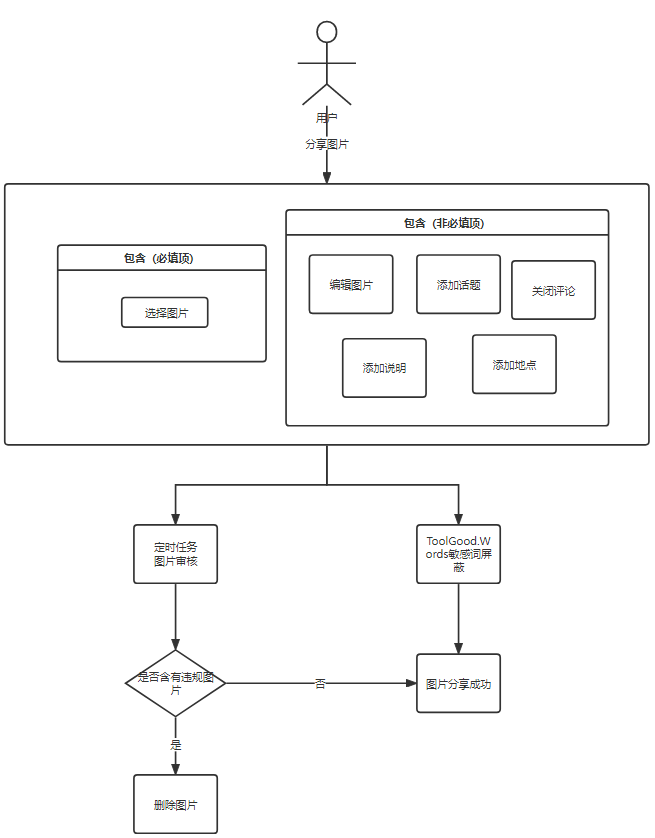 用户
分享图片
包含（必填项）
选择图片
包含（非必填项）
编辑图片
添加话题
关闭评论
添加说明
添加地点
定时任务
图片审核
ToolGood.W
ords敏感词屏
蔽
是否含有违规图
片
否
图片分享成功
是
删除图片